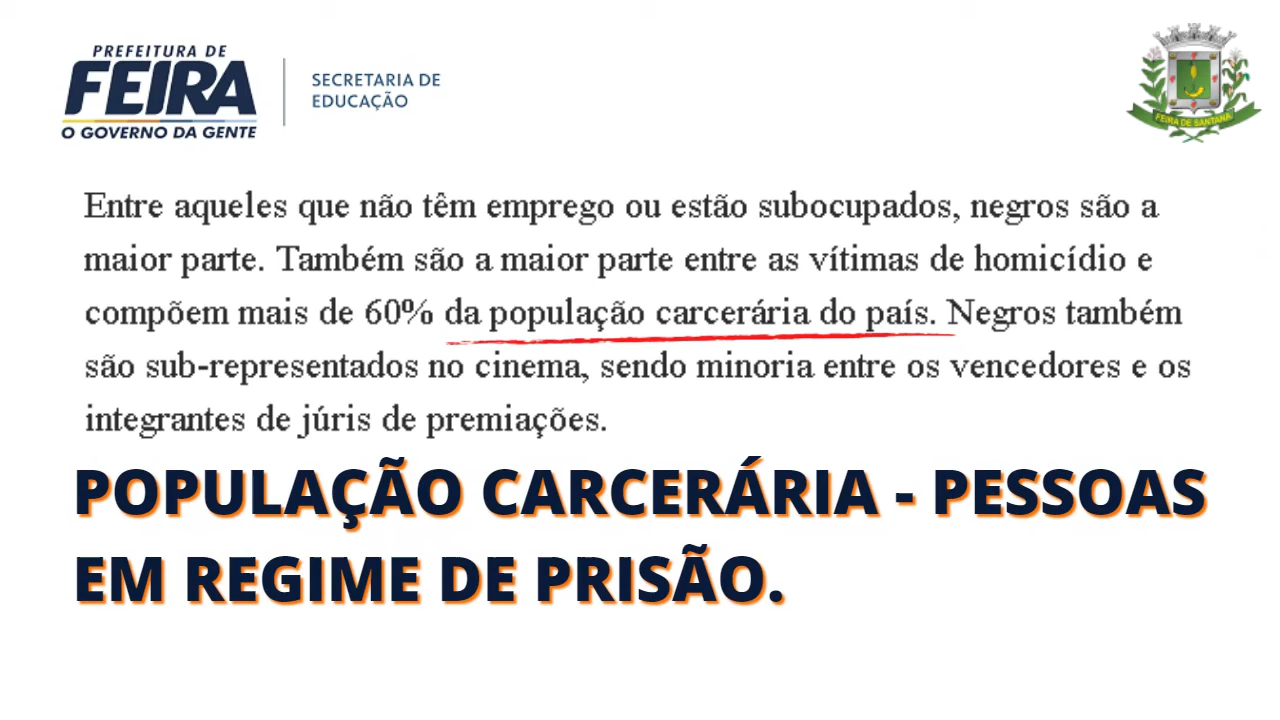 PREFEITURA DE
FEIRA
O GOVERNO DA GENTE
SECRETARIA DE
EDUCAÇÃO
FEIRA DE SANTANA
Entre aqueles que não têm emprego ou estão subocupados, negros são a
maior parte. Também são a maior parte entre as vítimas de homicídio e
compõem mais de 60% da população carcerária do país. Negros também
são sub-representados no cinema, sendo minoria entre os vencedores e os
integrantes de júris de premiações.
POPULAÇÃO CARCERÁRIA - PESSOAS
EM REGIME DE PRISÃO.